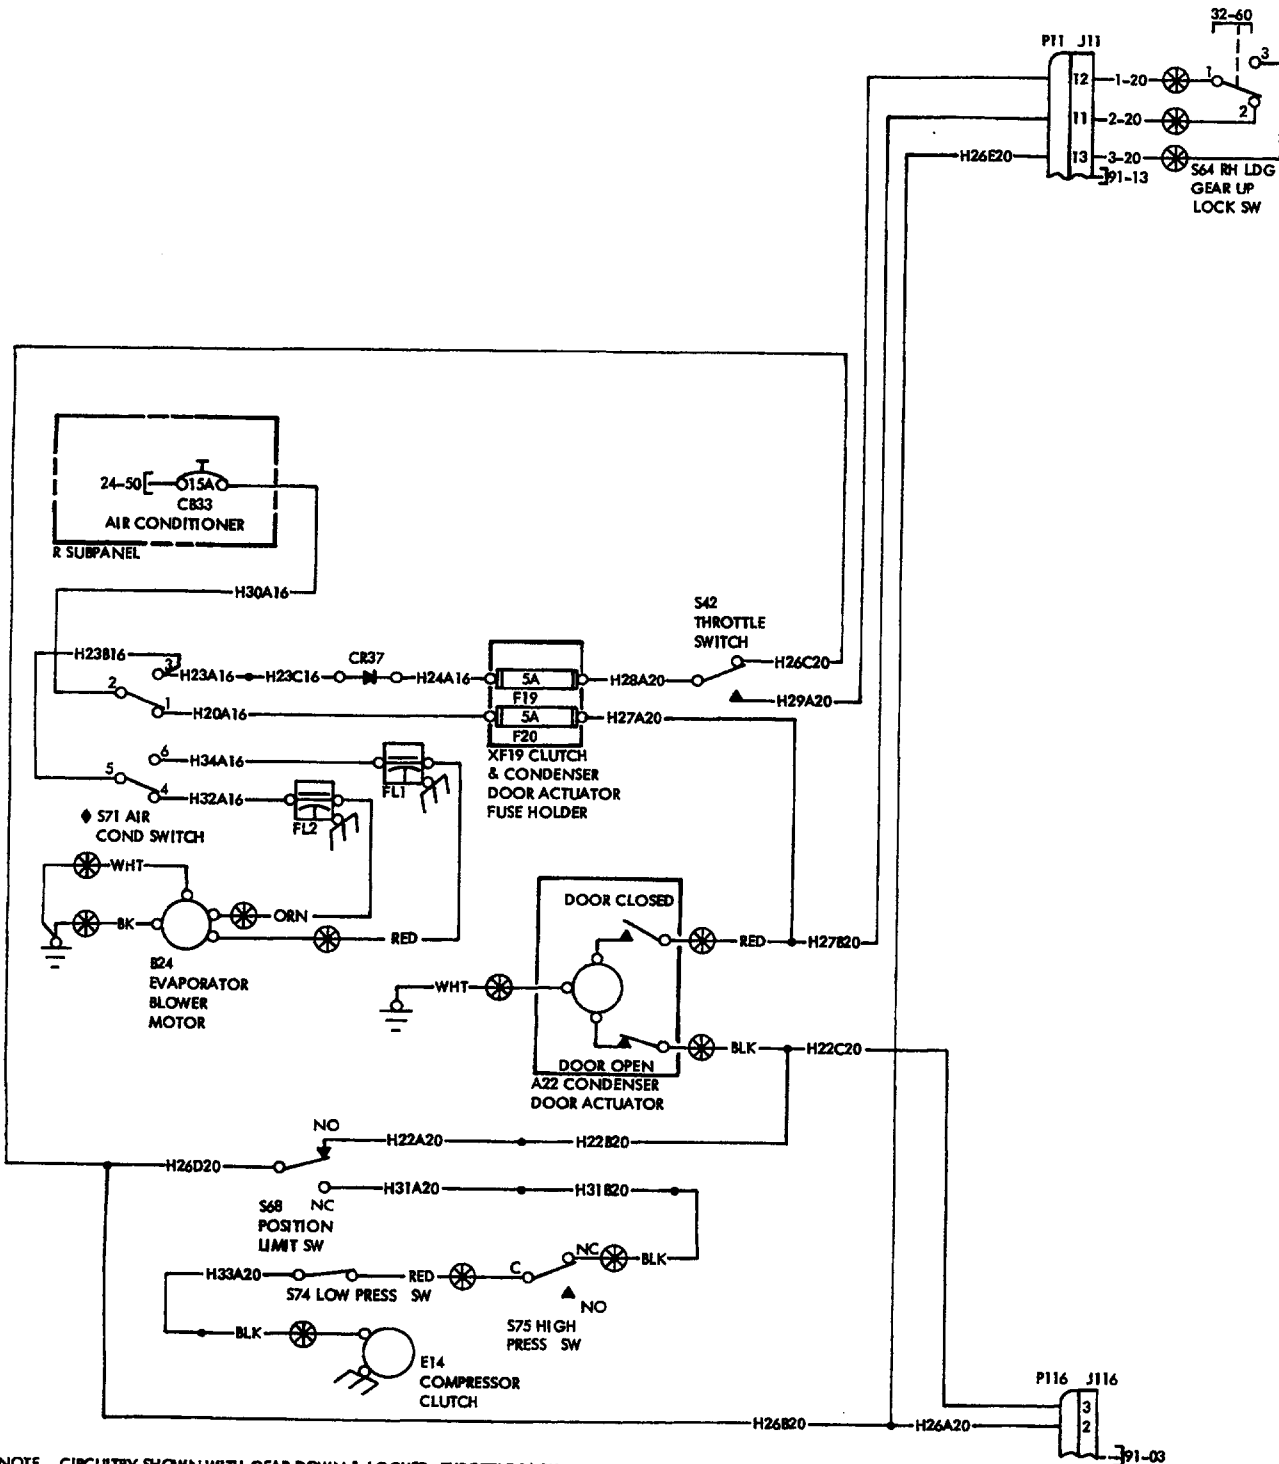 32-60
P11 J11
3
12 1-20 1
11 2-20 2
H26E20 13 3-20
91-13
S64 RH LDG
GEAR UP
LOCK SW
24-50 15A
CB33
AIR CONDITIONER
R SUBPANEL
H30A16
S42
THROTTLE
SWITCH
H23B16
3 H23A16 H23C16 CR37 H24A16 5A H28A20 H26C20
F19
2 H29A20
1 H20A16 5A H27A20
F20
XF19 CLUTCH
& CONDENSER
DOOR ACTUATOR
FUSE HOLDER
6 H34A16
FL1
5
4 H32A16
FL2
S71 AIR
COND SWITCH
WHT
BK ORN
RED
B24
EVAPORATOR
BLOWER
MOTOR
DOOR CLOSED
RED H27B20
WHT
BLK H22C20
DOOR OPEN
A22 CONDENSER
DOOR ACTUATOR
NO
H22A20 H22B20
H26D20
H31A20 H31B20
S68 NC
POSITION
LIMIT SW
NC BLK
H33A20 RED C
S74 LOW PRESS SW
NO
S75 HIGH
PRESS SW
BLK
E14
COMPRESSOR
CLUTCH
P116 J116
3
H26B20 H26A20 2
91-03